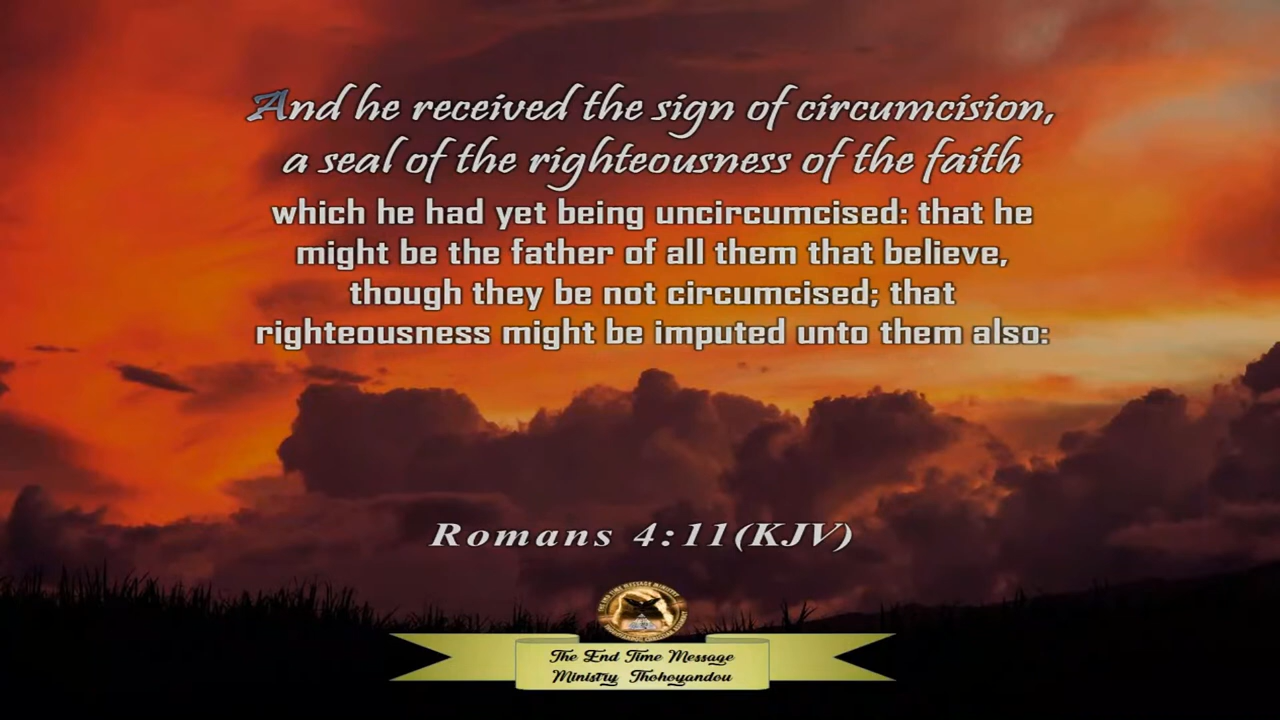 And he received the sign of circumcision,
a seal of the righteousness of the faith
which he had yet being uncircumcised: that he
might be the father of all them that believe,
though they be not circumcised; that
righteousness might be imputed unto them also:
Romans 4:11(KJV)
The End Time Message
Ministry Thohoyandou